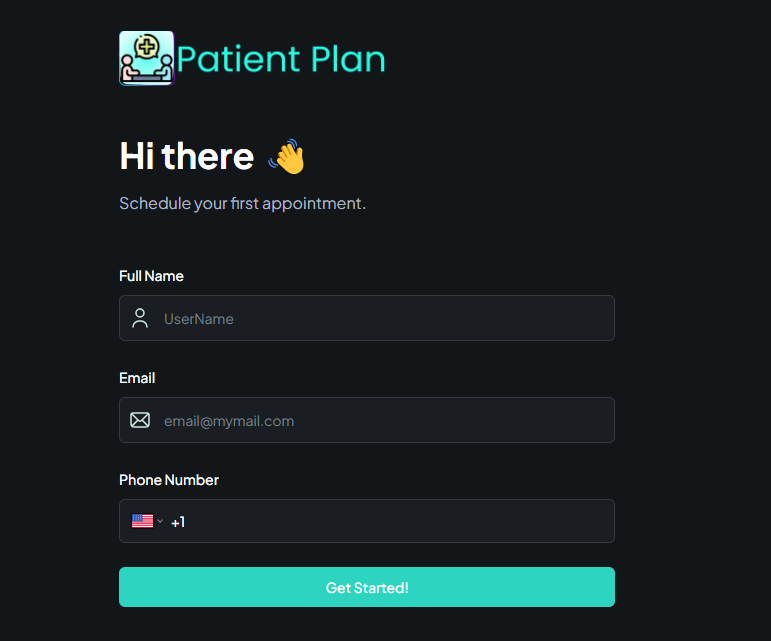 Patient Plan
Hi there 👋
Schedule your first appointment.
Full Name
UserName
Email
email@mymail.com
Phone Number
+1
Get Started!